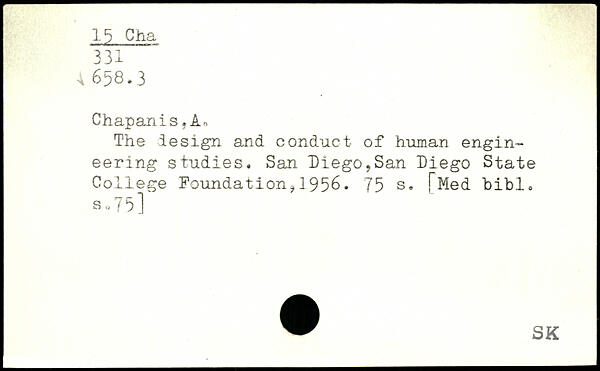 15 Cha
331
658.3
Chapanis,A.
The design and conduct of human engin-
eering studies. San Diego,San Diego State
College Foundation,1956. 75 s. [Med bibl.
s.75]
SK